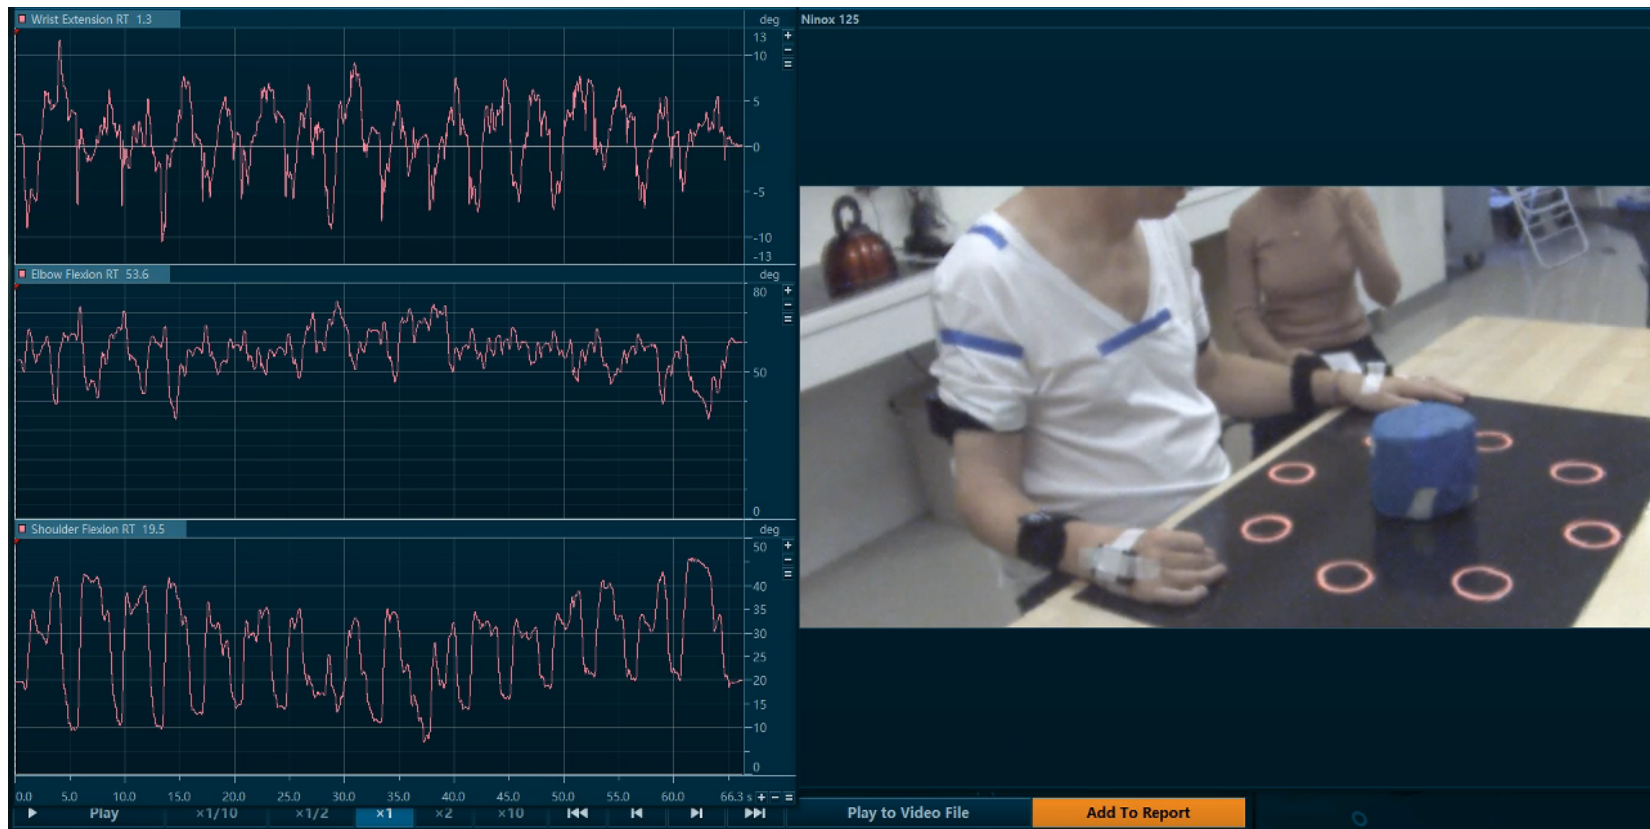 Wrist Extension RT 1.3
deg
13
10
5
0
-5
-10
-13
Elbow Flexion RT 53.6
deg
80
50
0
Shoulder Flexion RT 19.5
deg
50
40
35
30
25
20
15
10
0
0.0 5.0 10.0 15.0 20.0 25.0 30.0 35.0 40.0 45.0 50.0 55.0 60.0 66.3 s
Play ×1/10 ×1/2 ×1 ×2 ×10
Ninox 125
Play to Video File
Add To Report